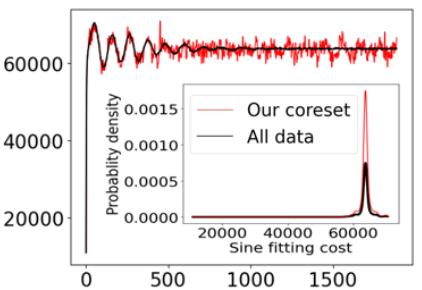 60000
40000
20000
0 500 1000 1500
Probablity density
0.0015
0.0010
0.0005
0.0000
Our coreset
All data
20000 40000 60000
Sine fitting cost